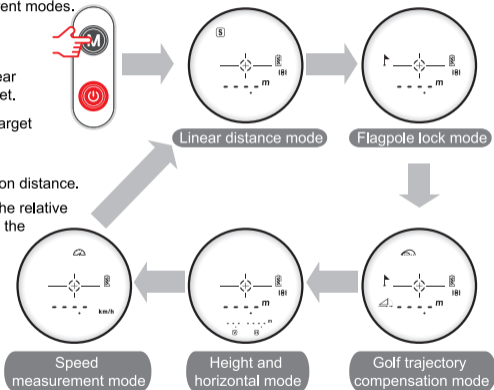 ent modes.
M
ear
et.
arget
on distance.
he relative
the
S
m
Linear distance mode
m
Flagpole lock mode
km/h
Speed
measurement mode
m
m
V H
Height and
horizontal mode
m
Golf trajectory
compensation mode